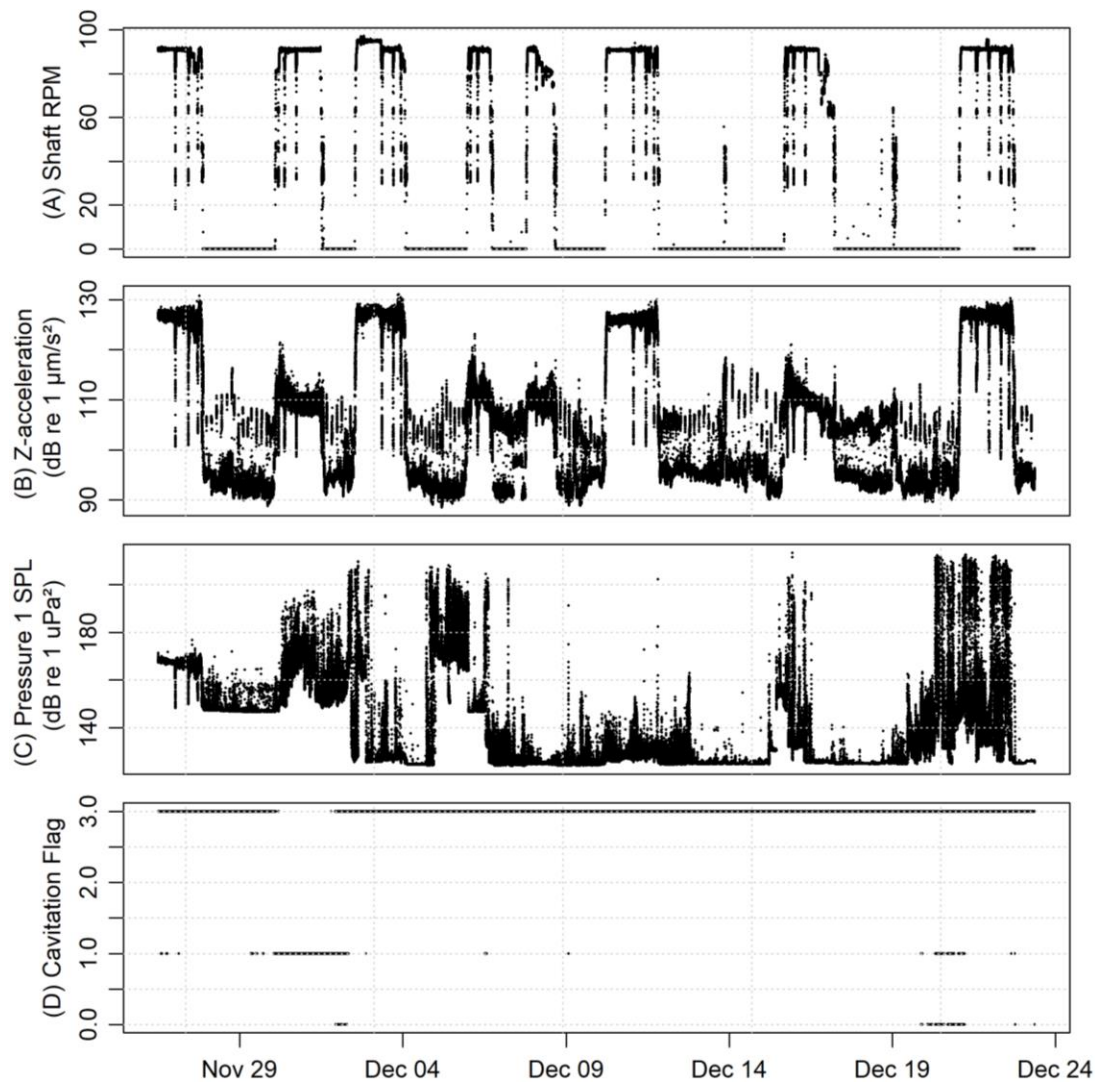 (A) Shaft RPM
100
60
20
0
(B) Z-acceleration
(dB re 1 µm/s²)
130
110
90
(C) Pressure 1 SPL
(dB re 1 uPa²)
180
140
(D) Cavitation Flag
3.0
2.0
1.0
0.0
Nov 29 Dec 04 Dec 09 Dec 14 Dec 19 Dec 24